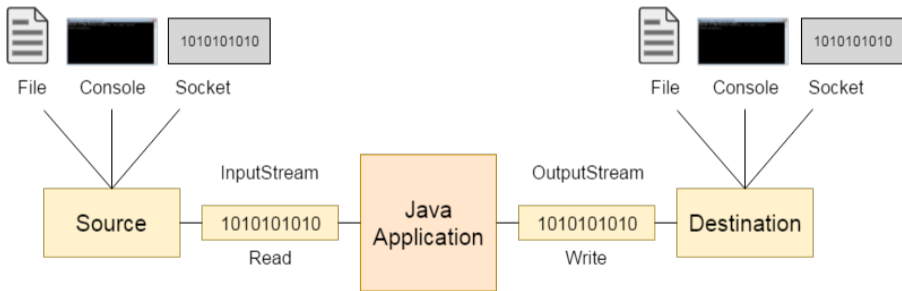 1010101010
1010101010
File Console Socket
File Console Socket
InputStream
OutputStream
Source
1010101010
Java
Application
1010101010
Destination
Read
Write